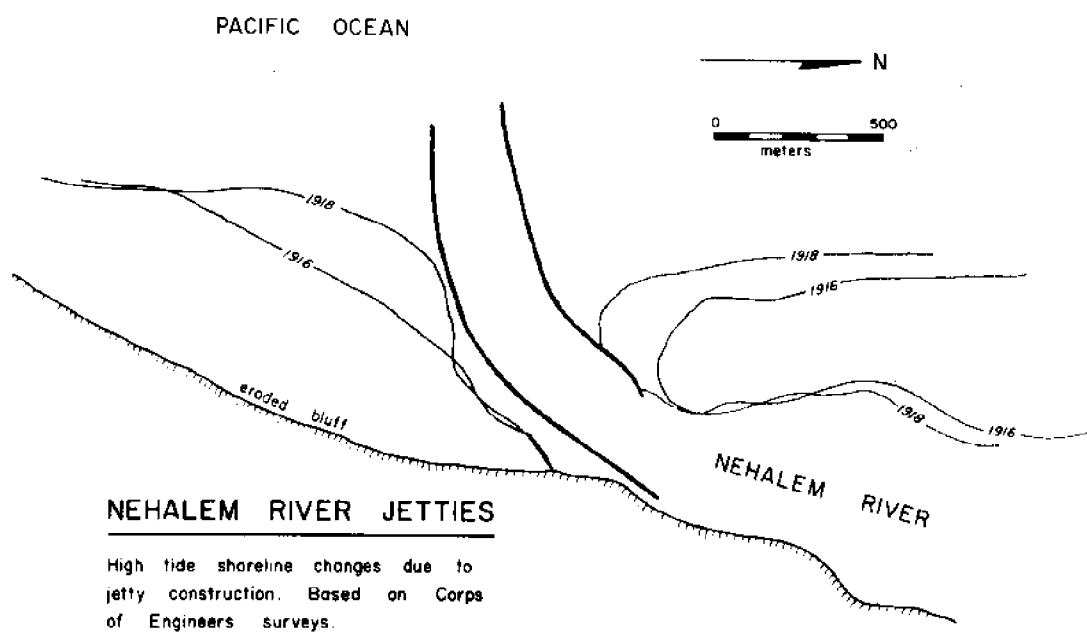 PACIFIC OCEAN
N
0 500
meters
1918
1916
1918
1916
eroded bluff
1918
1916
NEHALEM RIVER
NEHALEM RIVER JETTIES
High tide shoreline changes due to
jetty construction. Based on Corps
of Engineers surveys.